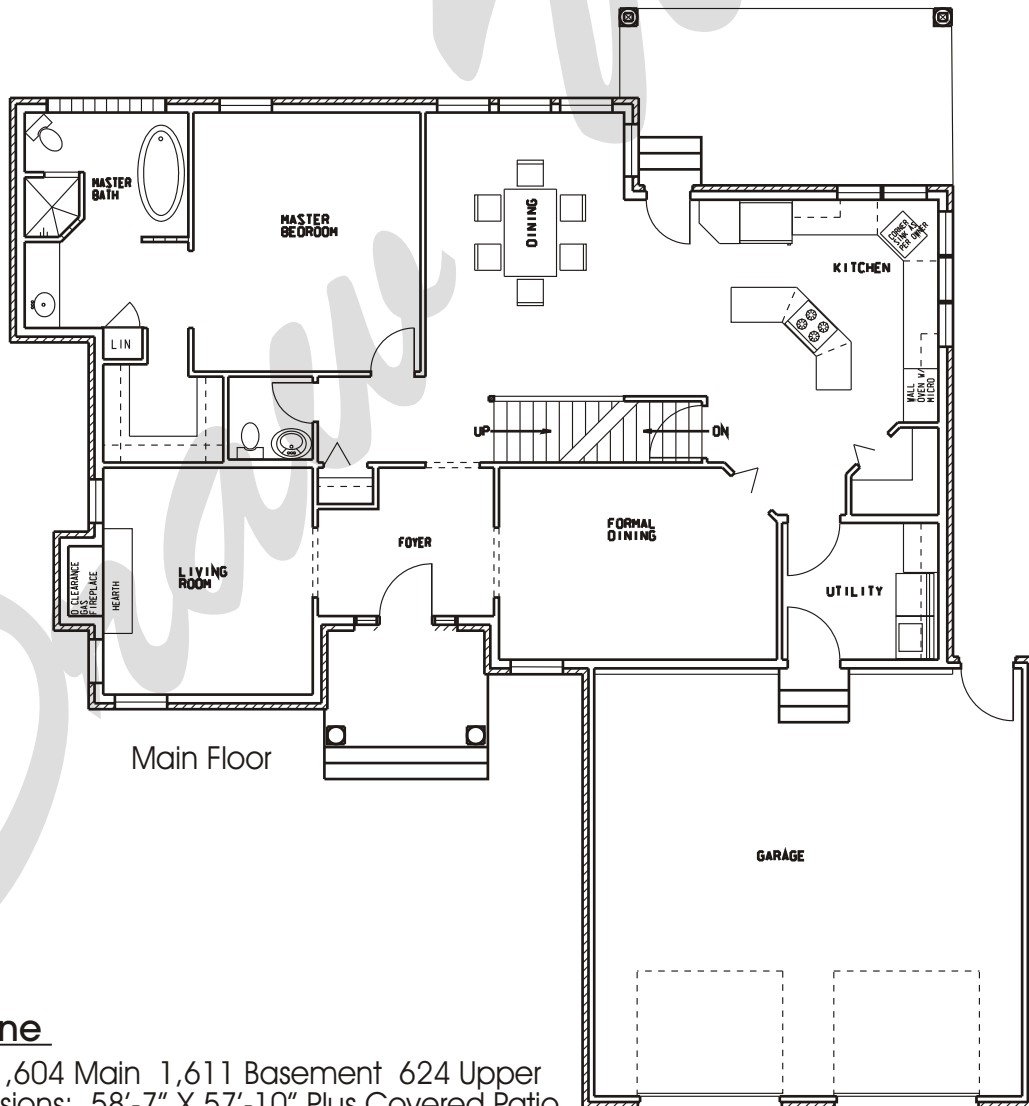 MASTER
BATH
MASTER
BEDROOM
DINING
CORNER
SINK AS
PER OWNER
KITCHEN
LIN
WALL
OVEN W/
MICRO
UP
DN
FORMAL
DINING
FOYER
LIVING
ROOM
O CLEARANCE
GAS
FIREPLACE
HEARTH
UTILITY
Main Floor
GARAGE
ne
,604 Main 1,611 Basement 624 Upper
sions: 58'-7" X 57'-10" Plus Covered Patio